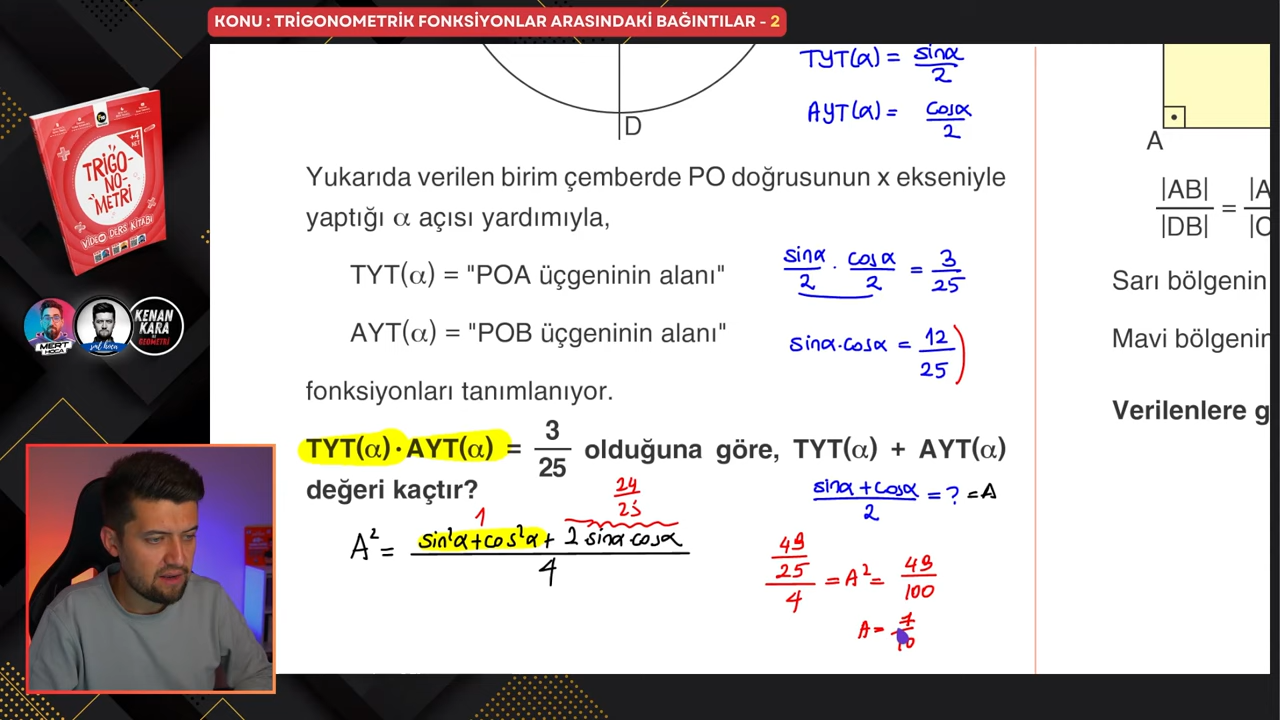 KONU : TRİGONOMETRİK FONKSİYONLAR ARASINDAKİ BAĞINTILAR - 2
+4 NET
TRİGO-
NO-
METRİ
VİDEO DERS KİTABI
MERT
HOCA
KENAN
KARA
GEOMETRİ
D
TYT(α) = sinα/2
AYT(α) = cosα/2
Yukarıda verilen birim çemberde PO doğrusunun x ekseniyle
yaptığı α açısı yardımıyla,
TYT(α) = "POA üçgeninin alanı"
AYT(α) = "POB üçgeninin alanı"
sinα/2 · cosα/2 = 3/25
sinα·cosα = 12/25
fonksiyonları tanımlanıyor.
TYT(α)·AYT(α) = 3/25 olduğuna göre, TYT(α) + AYT(α)
değeri kaçtır?
sinα+cosα/2 = ? = A
1
24/25
A² = sin²α+cos²α+2 sinα cosα/4
49/25/4 = A² = 49/100
A = 7/10
A
|AB|/|DB| = |A/|C
Sarı bölgenin
Mavi bölgenin
Verilenlere g